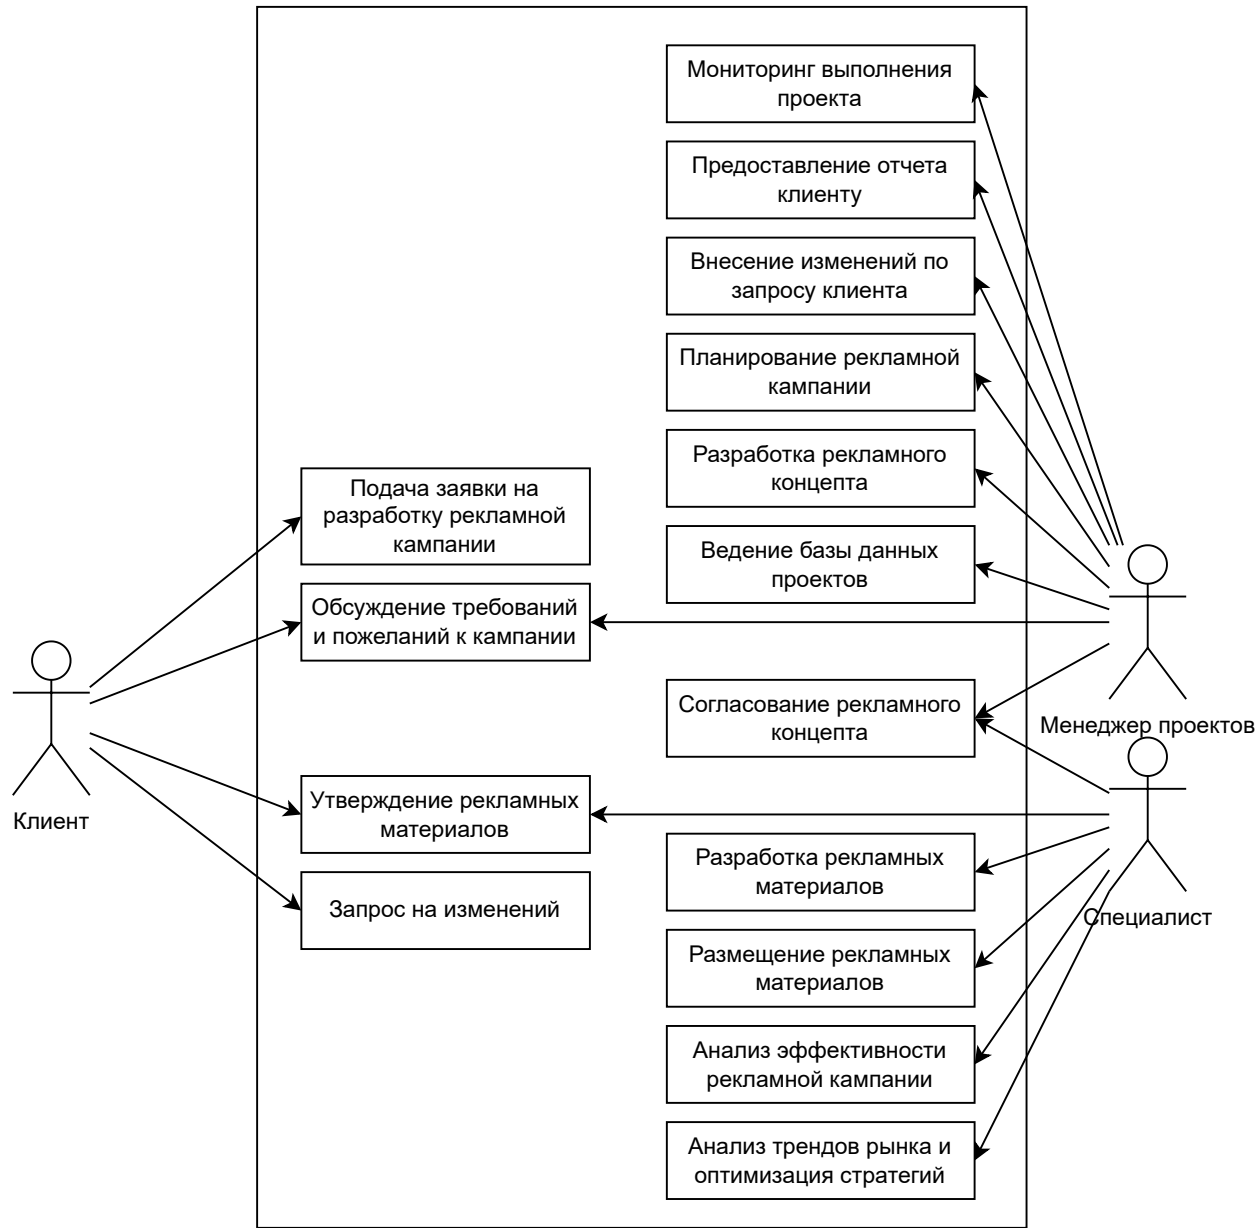 Мониторинг выполнения
проекта
Предоставление отчета
клиенту
Внесение изменений по
запросу клиента
Планирование рекламной
кампании
Разработка рекламного
концепта
Подача заявки на
разработку рекламной
кампании
Ведение базы данных
проектов
Обсуждение требований
и пожеланий к кампании
Согласование рекламного
концепта
Менеджер проектов
Клиент
Утверждение рекламных
материалов
Разработка рекламных
материалов
Запрос на изменений
Специалист
Размещение рекламных
материалов
Анализ эффективности
рекламной кампании
Анализ трендов рынка и
оптимизация стратегий